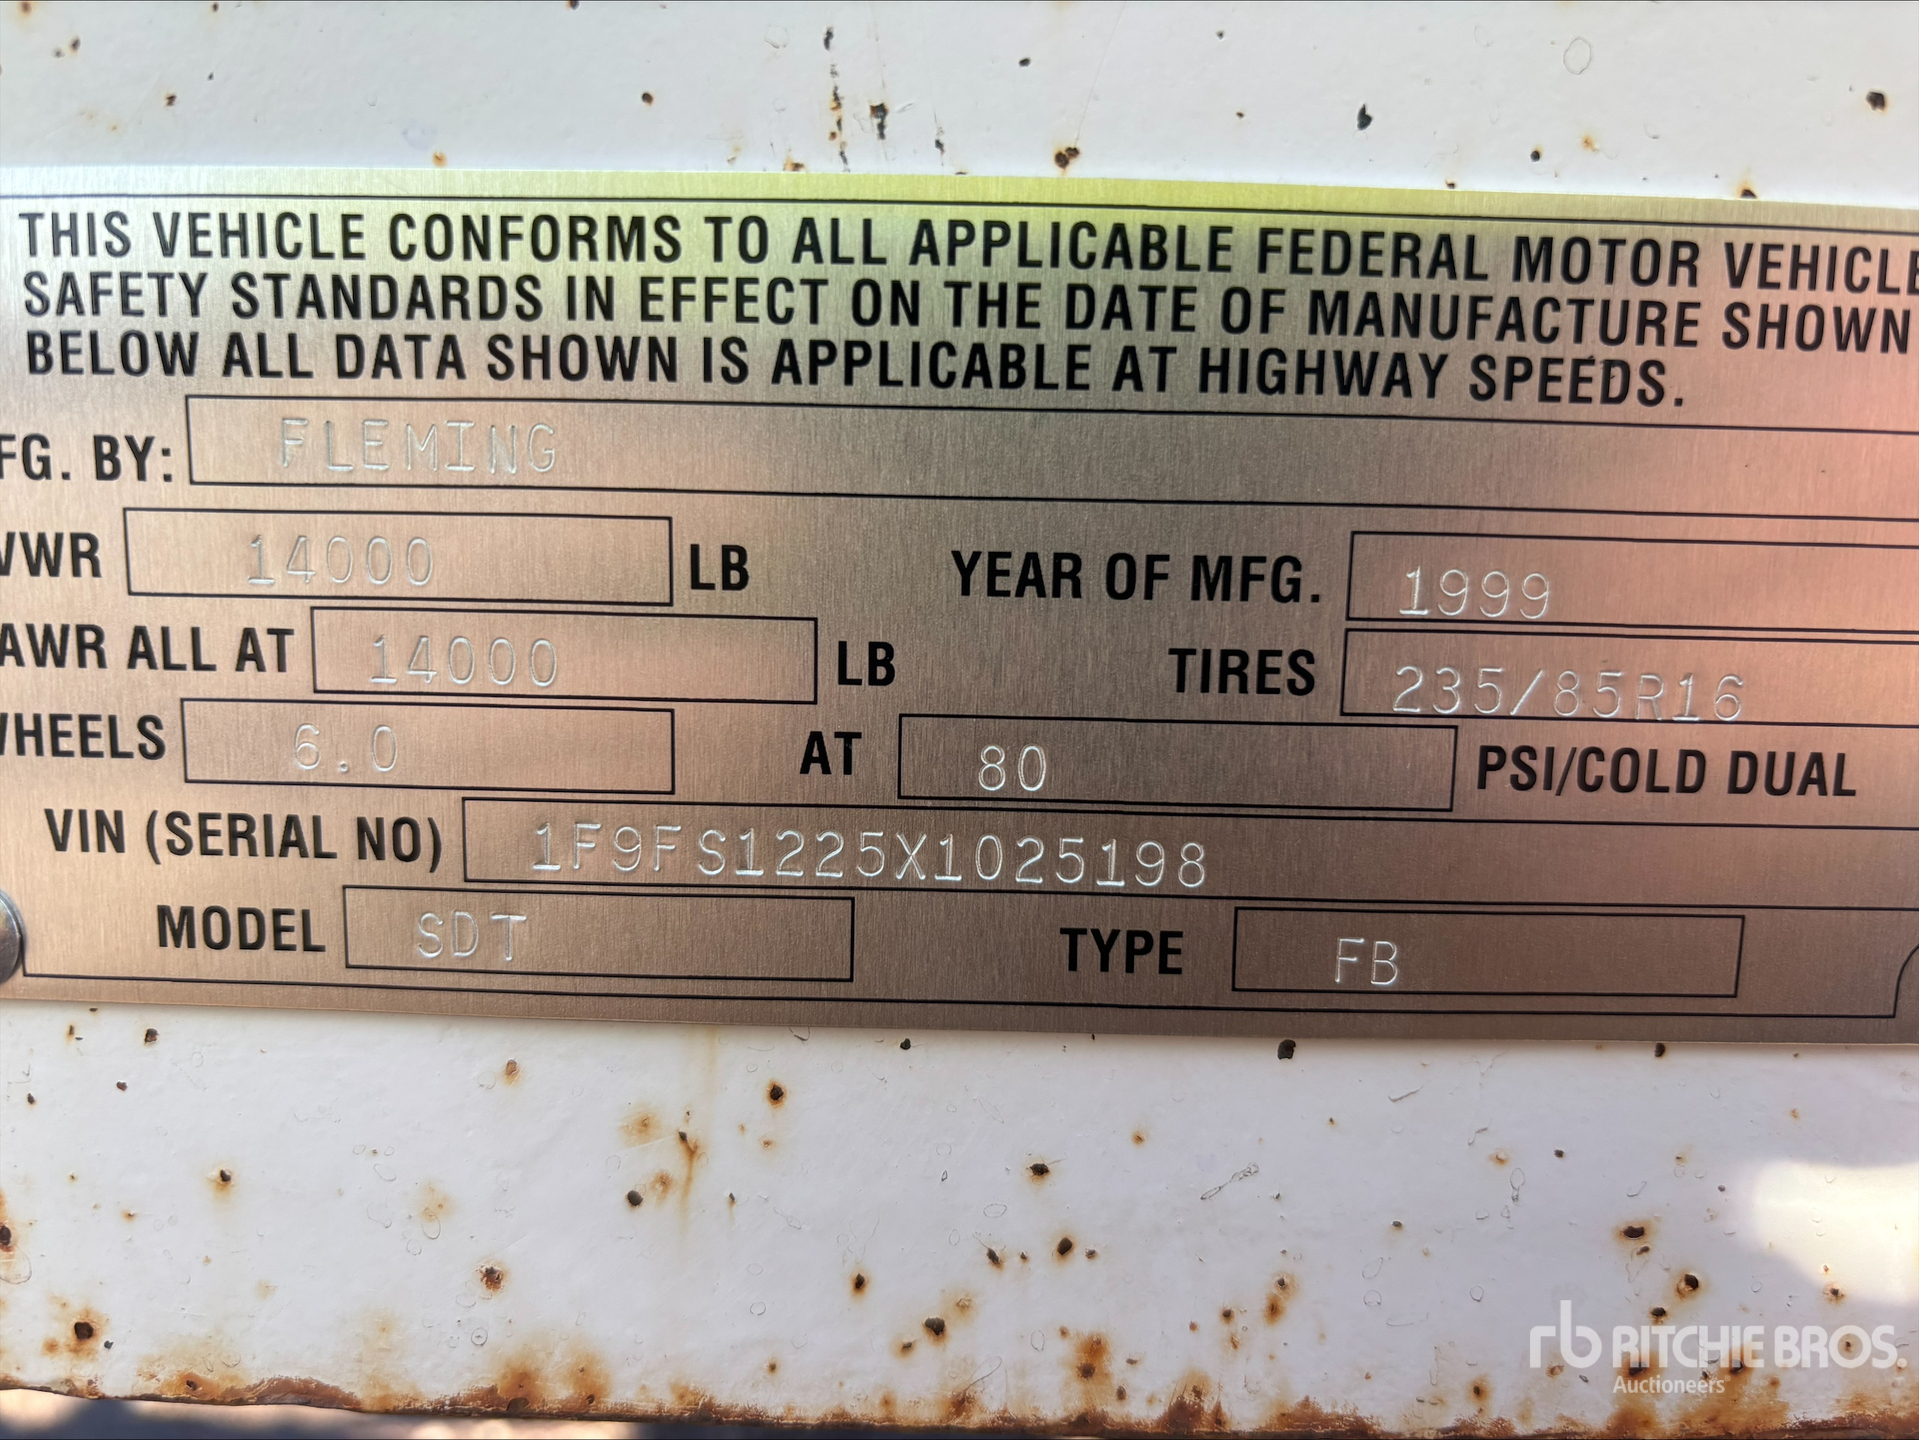 THIS VEHICLE CONFORMS TO ALL APPLICABLE FEDERAL MOTOR VEHICLE
SAFETY STANDARDS IN EFFECT ON THE DATE OF MANUFACTURE SHOWN
BELOW ALL DATA SHOWN IS APPLICABLE AT HIGHWAY SPEEDS.
FG. BY: FLEMING
VWR 14000 LB YEAR OF MFG. 1999
AWR ALL AT 14000 LB TIRES 235/85R16
WHEELS 6.0 AT 80 PSI/COLD DUAL
VIN (SERIAL NO) 1F9FS1225X1025198
MODEL SDT TYPE FB
rb RITCHIE BROS.
Auctioneers